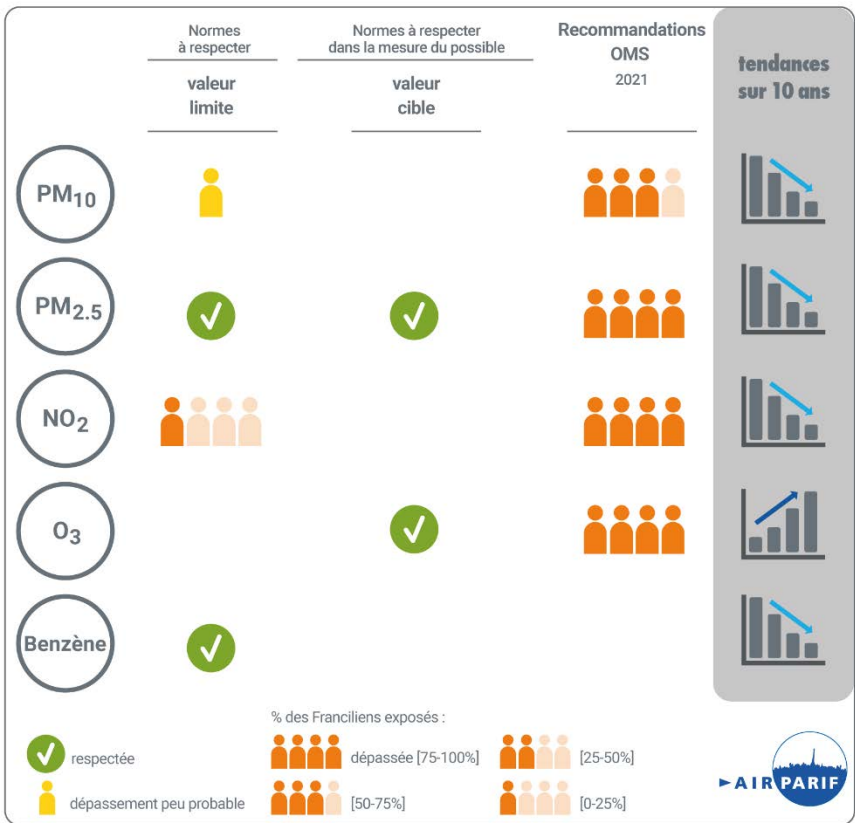 Normes
à respecter
Normes à respecter
dans la mesure du possible
Recommandations
OMS
2021
tendances
sur 10 ans
valeur
limite
valeur
cible
PM10
PM2.5
NO2
O3
Benzène
% des Franciliens exposés :
respectée
dépassée [75-100%]
[25-50%]
dépassement peu probable
[50-75%]
[0-25%]
AIRPARIF